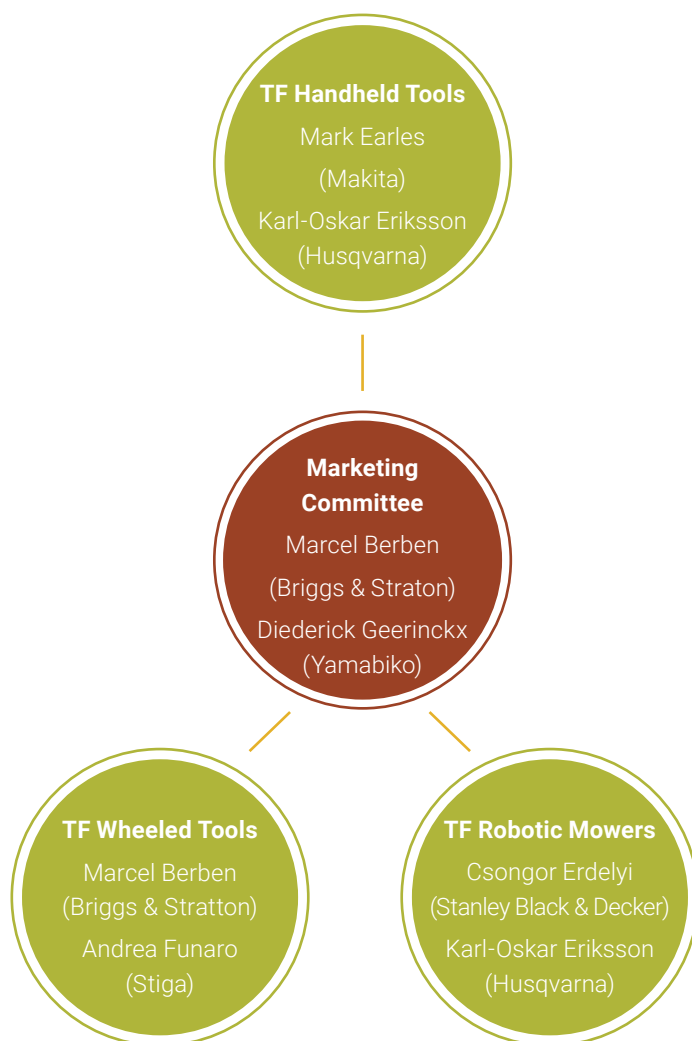 TF Handheld Tools
Mark Earles
(Makita)
Karl-Oskar Eriksson
(Husqvarna)
Marketing
Committee
Marcel Berben
(Briggs & Straton)
Diederick Geerinckx
(Yamabiko)
TF Wheeled Tools
Marcel Berben
(Briggs & Stratton)
Andrea Funaro
(Stiga)
TF Robotic Mowers
Csongor Erdelyi
(Stanley Black & Decker)
Karl-Oskar Eriksson
(Husqvarna)